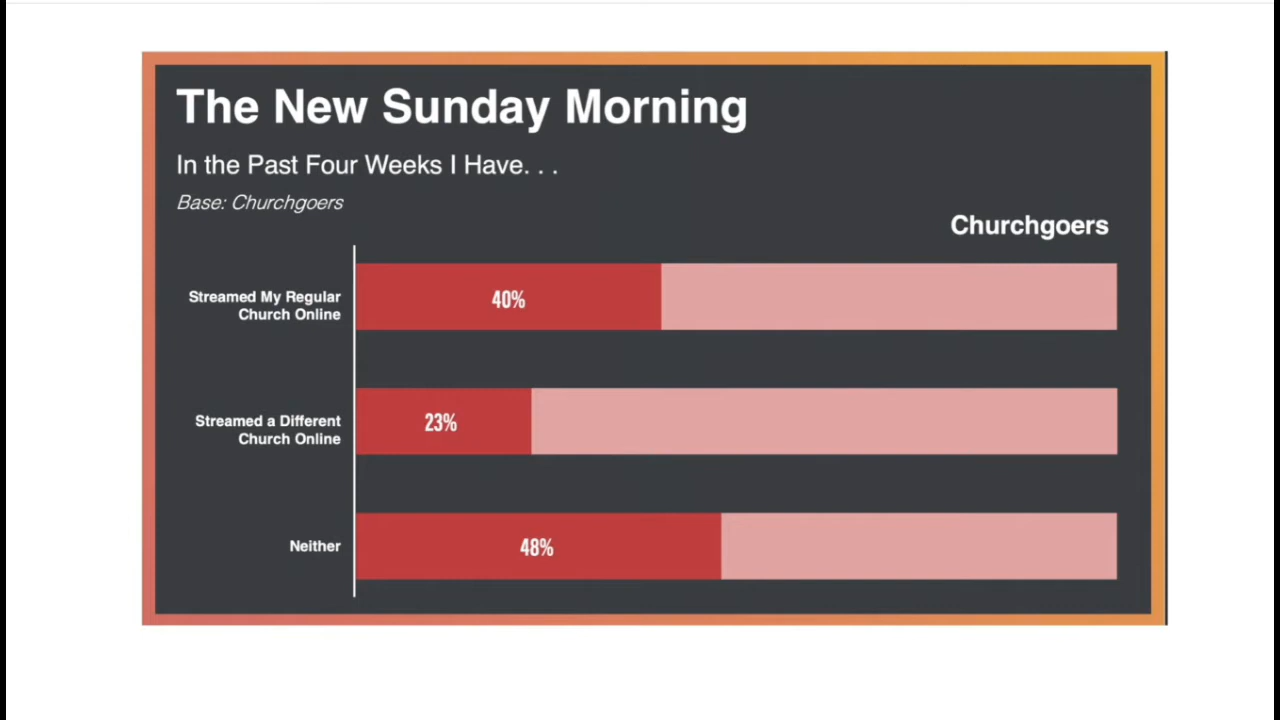 The New Sunday Morning
In the Past Four Weeks I Have. . .
Base: Churchgoers
Churchgoers
Streamed My Regular
Church Online
40%
Streamed a Different
Church Online
23%
Neither
48%